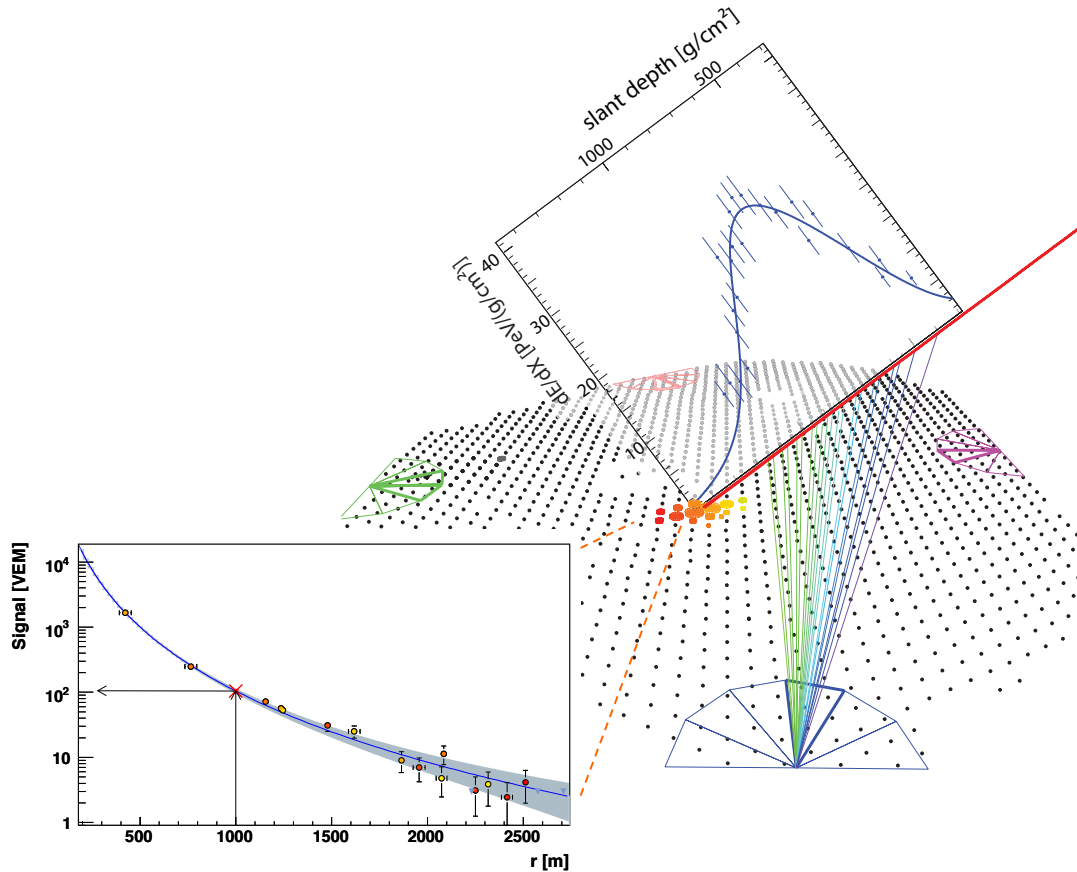 slant depth [g/cm²]
500
1000
40
30
20
10
dE/dX [PeV/(g/cm²)]
Signal [VEM]
10⁴
10³
10²
10
1
500 1000 1500 2000 2500
r [m]